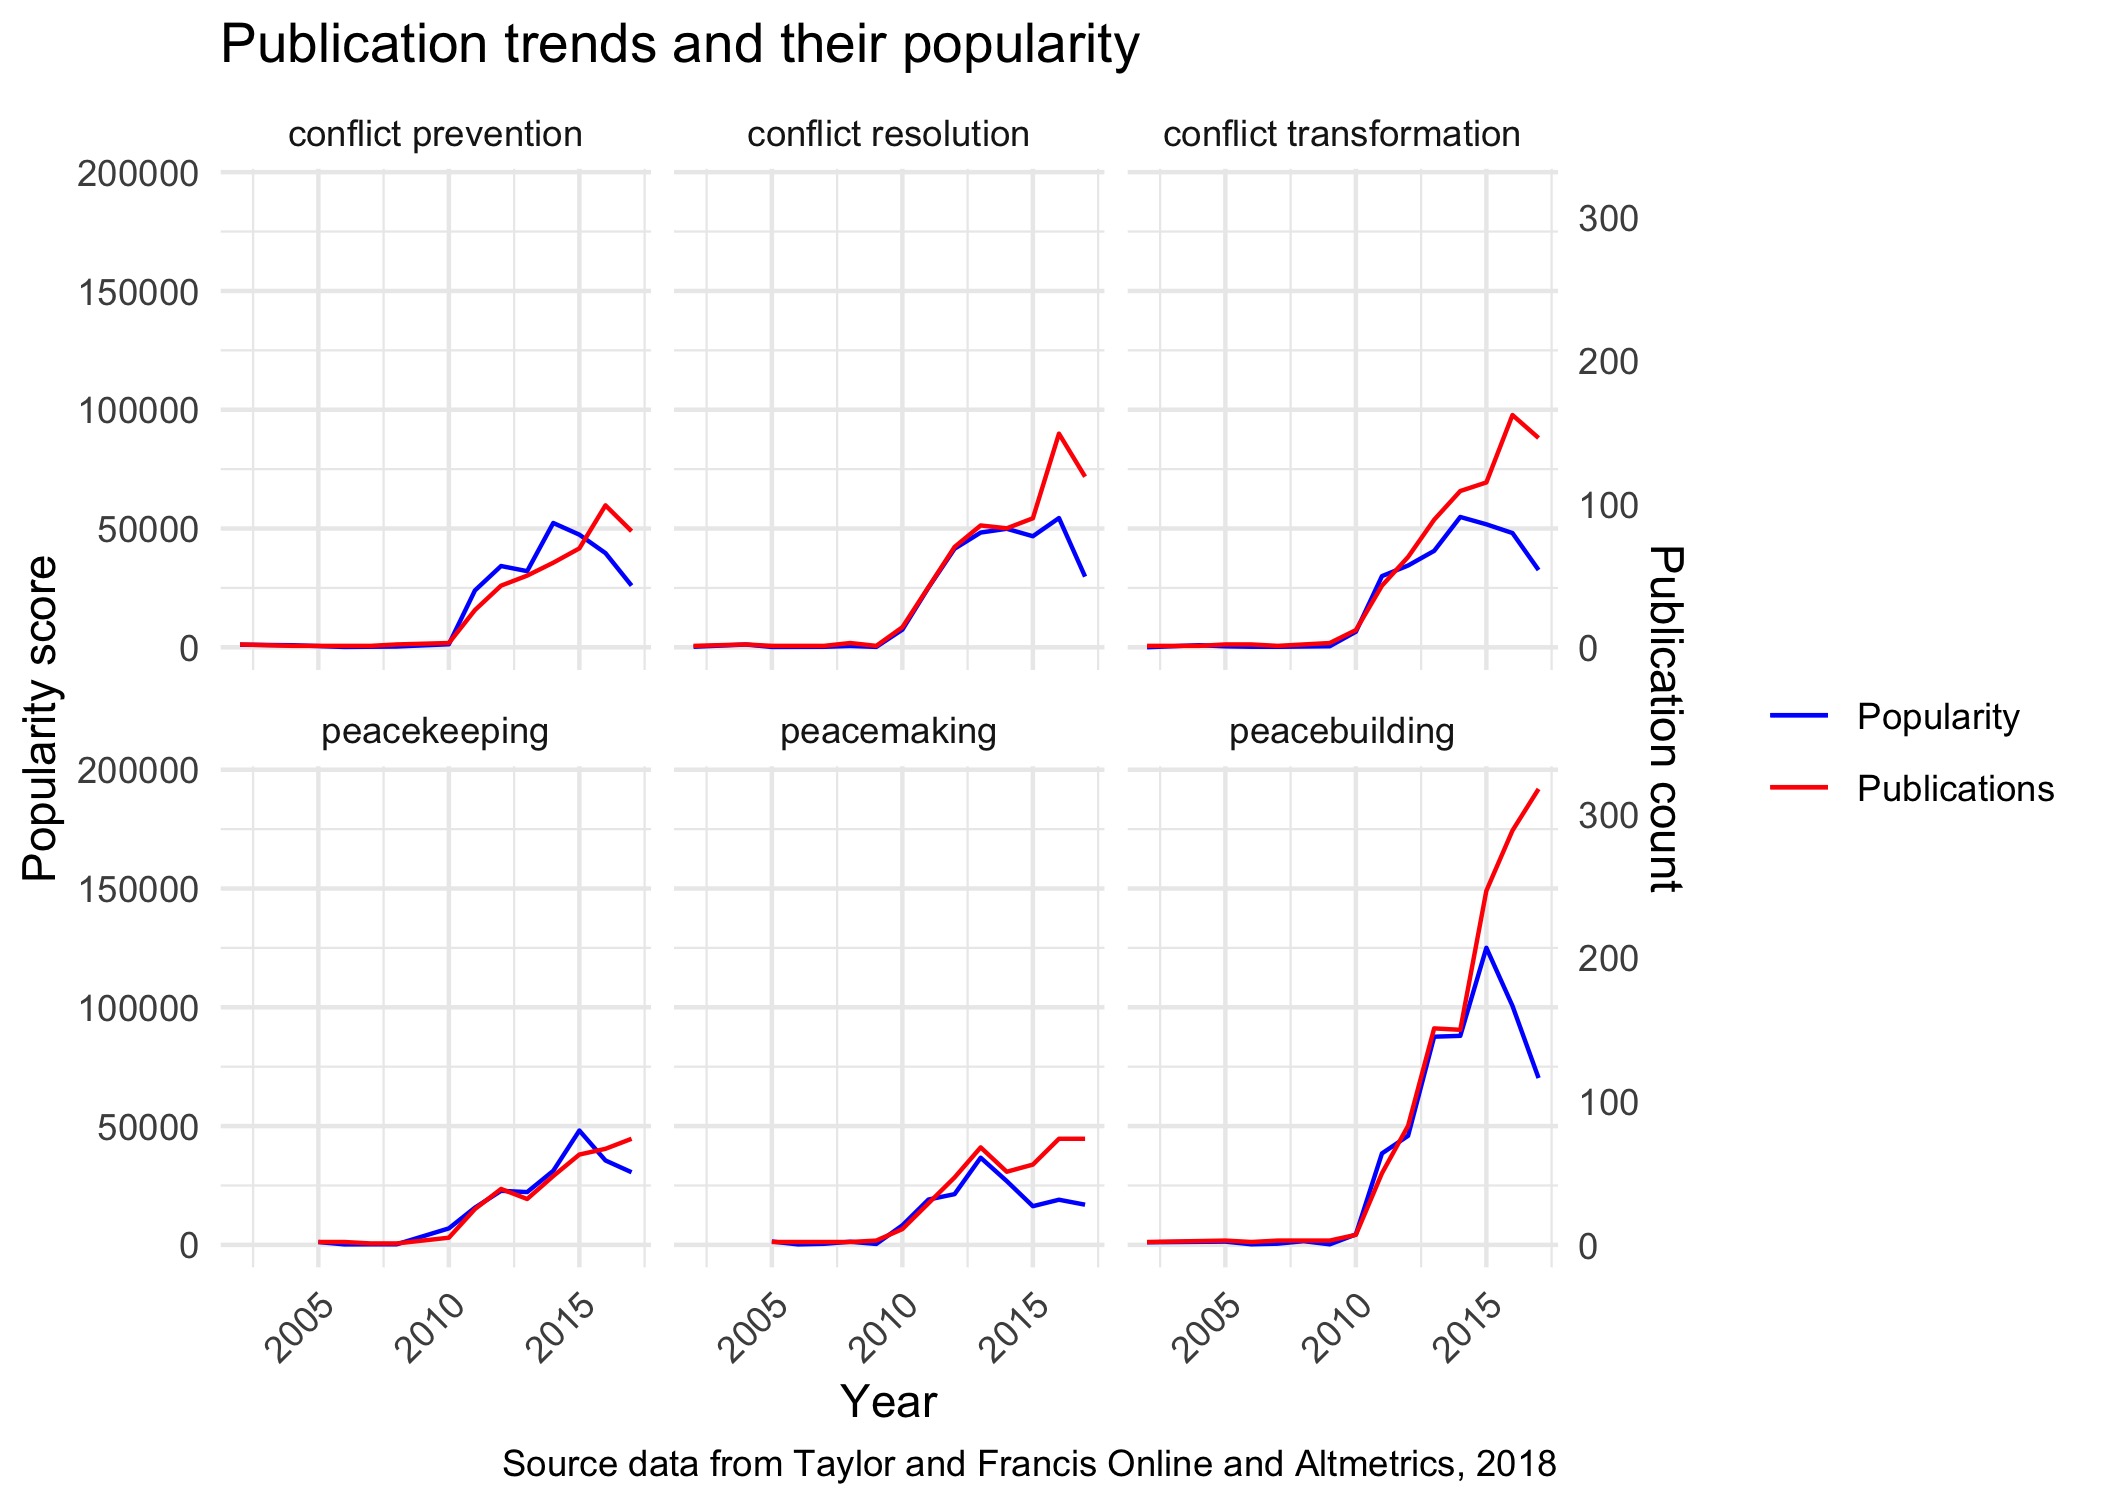 Publication trends and their popularity
conflict prevention
conflict resolution
conflict transformation
200000
150000
100000
50000
0
300
200
100
0
peacekeeping
peacemaking
peacebuilding
200000
150000
100000
50000
0
300
200
100
0
Popularity score
Publication count
Popularity
Publications
2005
2010
2015
2005
2010
2015
2005
2010
2015
Year
Source data from Taylor and Francis Online and Altmetrics, 2018